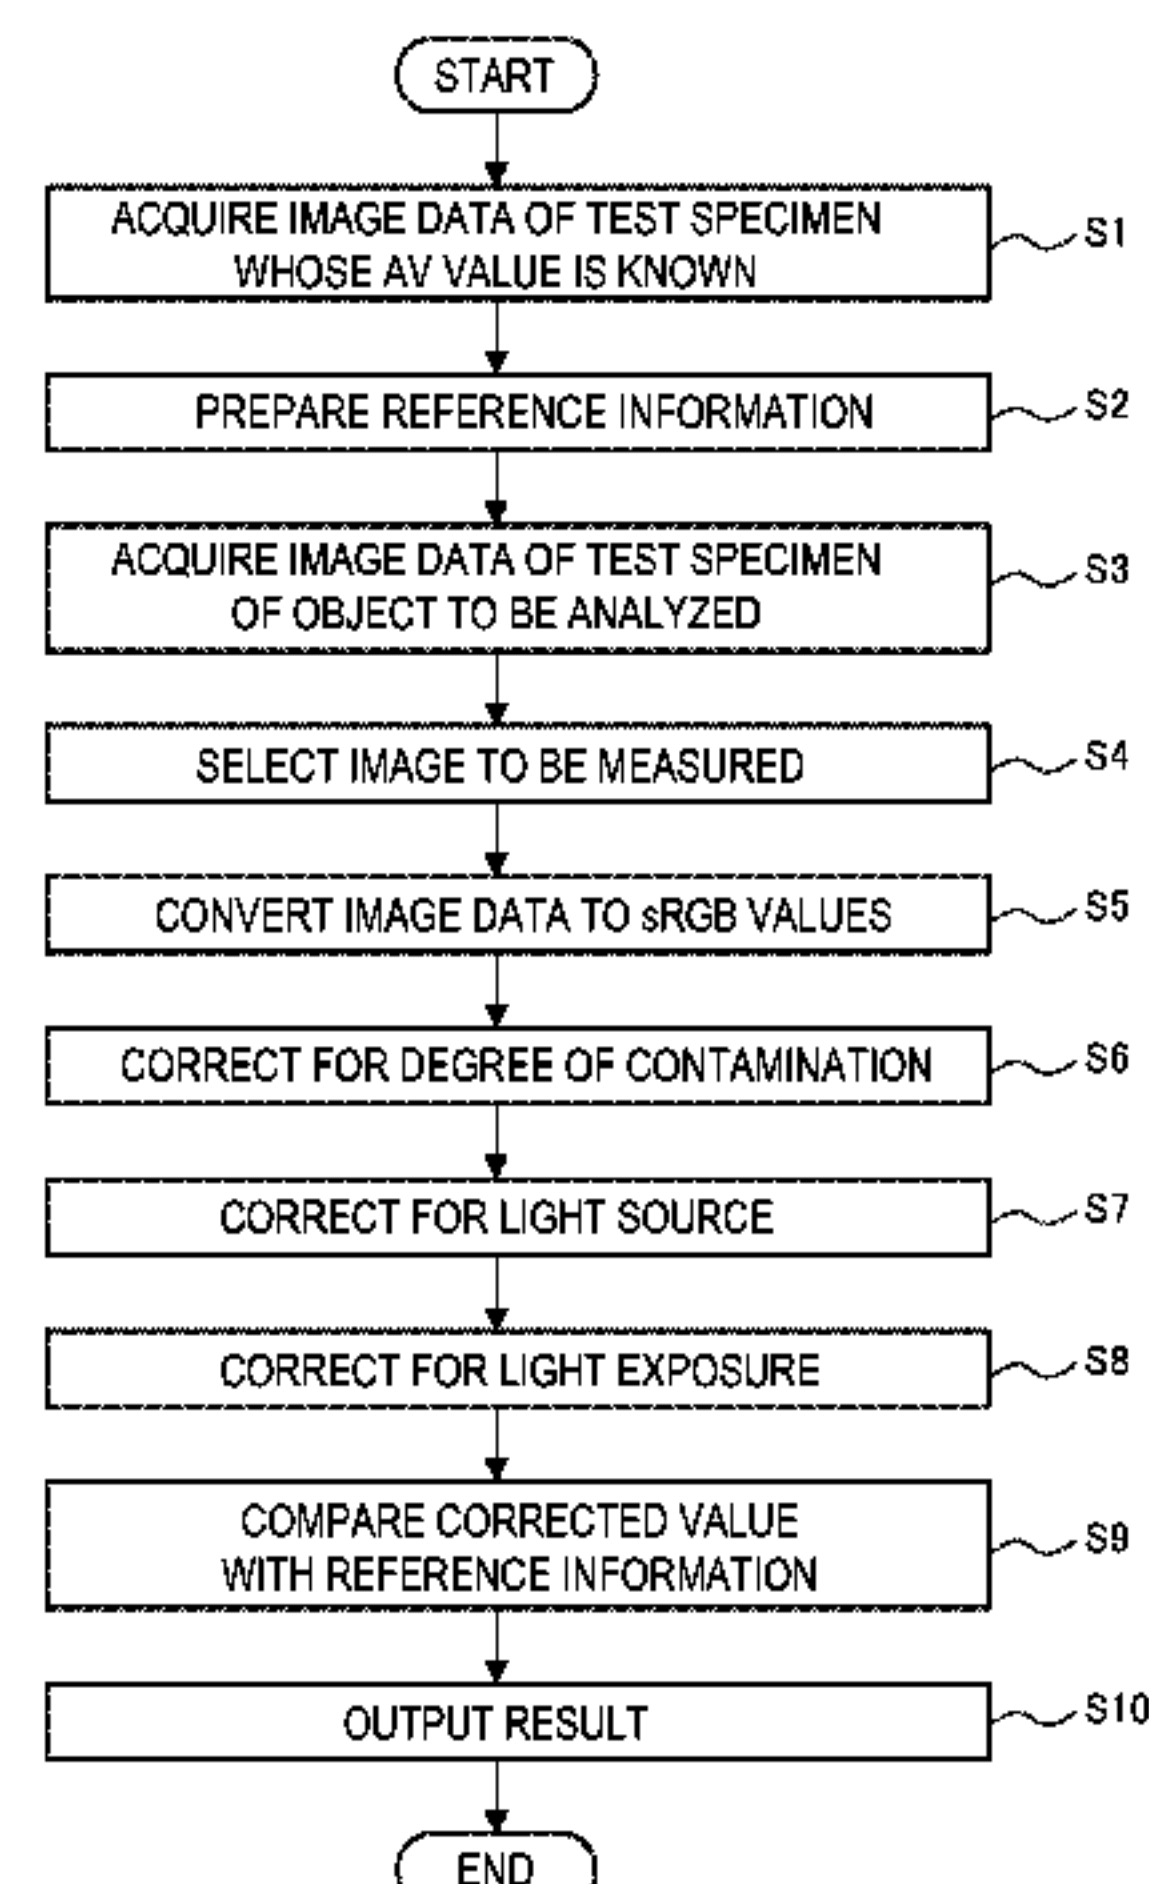 START
ACQUIRE IMAGE DATA OF TEST SPECIMEN
WHOSE AV VALUE IS KNOWN
S1
PREPARE REFERENCE INFORMATION
S2
ACQUIRE IMAGE DATA OF TEST SPECIMEN
OF OBJECT TO BE ANALYZED
S3
SELECT IMAGE TO BE MEASURED
S4
CONVERT IMAGE DATA TO sRGB VALUES
S5
CORRECT FOR DEGREE OF CONTAMINATION
S6
CORRECT FOR LIGHT SOURCE
S7
CORRECT FOR LIGHT EXPOSURE
S8
COMPARE CORRECTED VALUE
WITH REFERENCE INFORMATION
S9
OUTPUT RESULT
S10
END